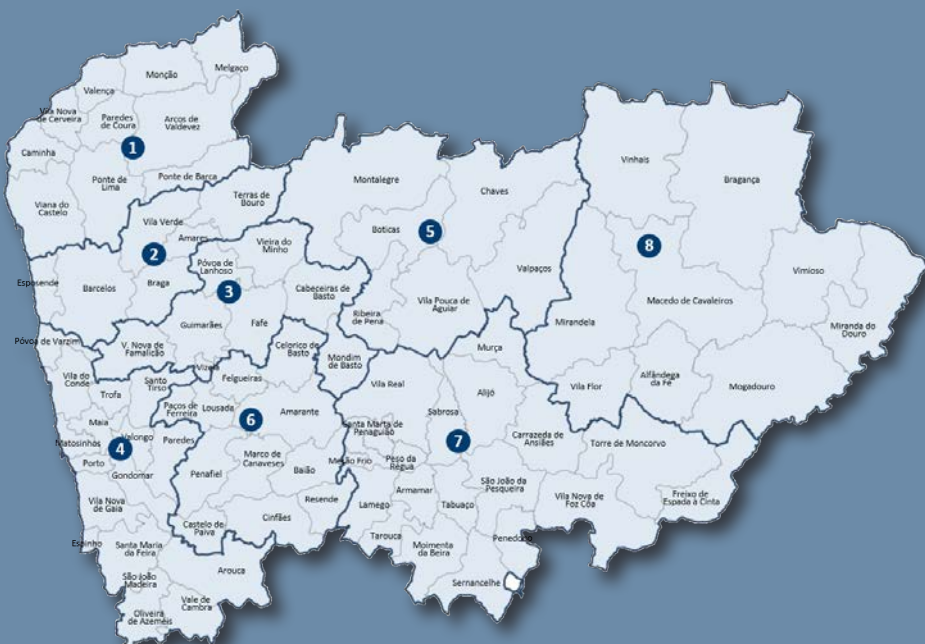 Monção
Melgaço
Valença
Vila Nova
de Cerveira
Paredes
de Coura
Arcos de
Valdevez
1
Caminha
Ponte de
Lima
Ponte de Barca
Viana do
Castelo
Terras de
Bouro
Vila Verde
Amares
2
Esposende
Barcelos
Braga
Vieira do
Minho
Póvoa de
Lanhoso
3
Cabeceiras de
Basto
Guimarães
Fafe
V. Nova de
Famalicão
Vizela
Celorico de
Basto
Mondim
de Basto
Montalegre
Chaves
Boticas
5
Valpaços
Vila Pouca de
Aguiar
Ribeira
de Pena
Vinhais
Bragança
8
Vimioso
Macedo de Cavaleiros
Mirandela
Miranda do
Douro
Vila Flor
Alfândega
da Fé
Mogadouro
Póvoa de Varzim
Vila do
Conde
Santo
Tirso
Trofa
Maia
Matosinhos
Valongo
4
Paredes
Porto
Gondomar
Vila Nova
de Gaia
Espinho
Santa Maria
da Feira
Arouca
São João
Madeira
Vale de
Cambra
Oliveira
de Azeméis
Felgueiras
Paços de
Ferreira
Lousada
6
Amarante
Marco de
Canaveses
Penafiel
Baião
Resende
Castelo de
Paiva
Cinfães
Murça
Vila Real
Alijó
Sabrosa
Santa Marta de
Penaguião
7
Carrazeda de
Ansiães
Torre de Moncorvo
Mesão Frio
Peso da
Régua
São João da
Pesqueira
Armamar
Lamego
Tabuaço
Vila Nova de
Foz Côa
Freixo de
Espada à Cinta
Tarouca
Moimenta
da Beira
Penedono
Sernancelhe